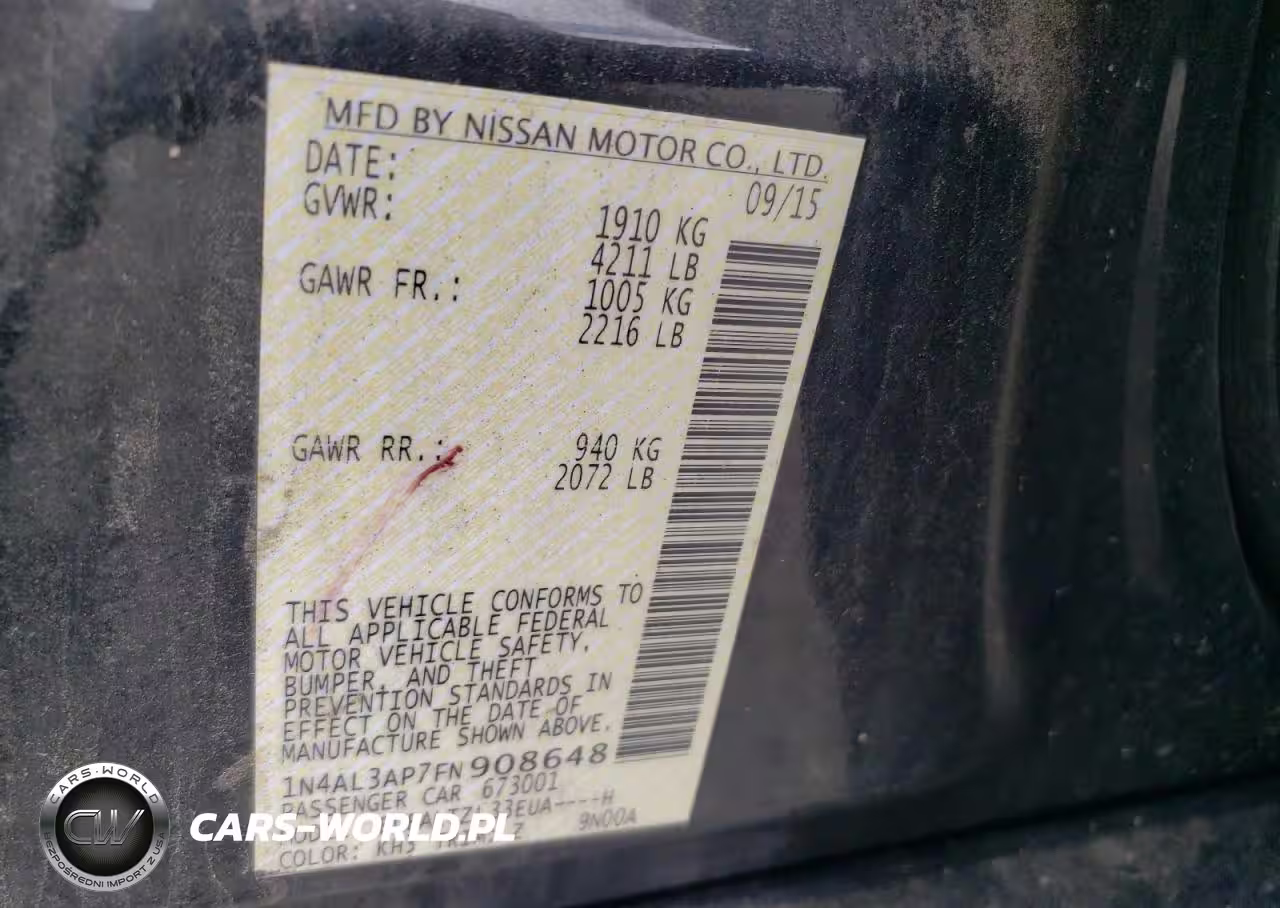 MFD BY NISSAN MOTOR CO., LTD.
DATE: 09/15
GVWR: 1910 KG
4211 LB
GAWR FR.: 1005 KG
2216 LB
GAWR RR.: 940 KG
2072 LB
THIS VEHICLE CONFORMS TO
ALL APPLICABLE FEDERAL
MOTOR VEHICLE SAFETY,
BUMPER, AND THEFT
PREVENTION STANDARDS IN
EFFECT ON THE DATE OF
MANUFACTURE SHOWN ABOVE.
1N4AL3AP7FN908648
PASSENGER CAR 673001
9N00A
COLOR: KH3
CARS-WORLD
CW
BEZPOŚREDNI IMPORT Z USA
CARS-WORLD.PL